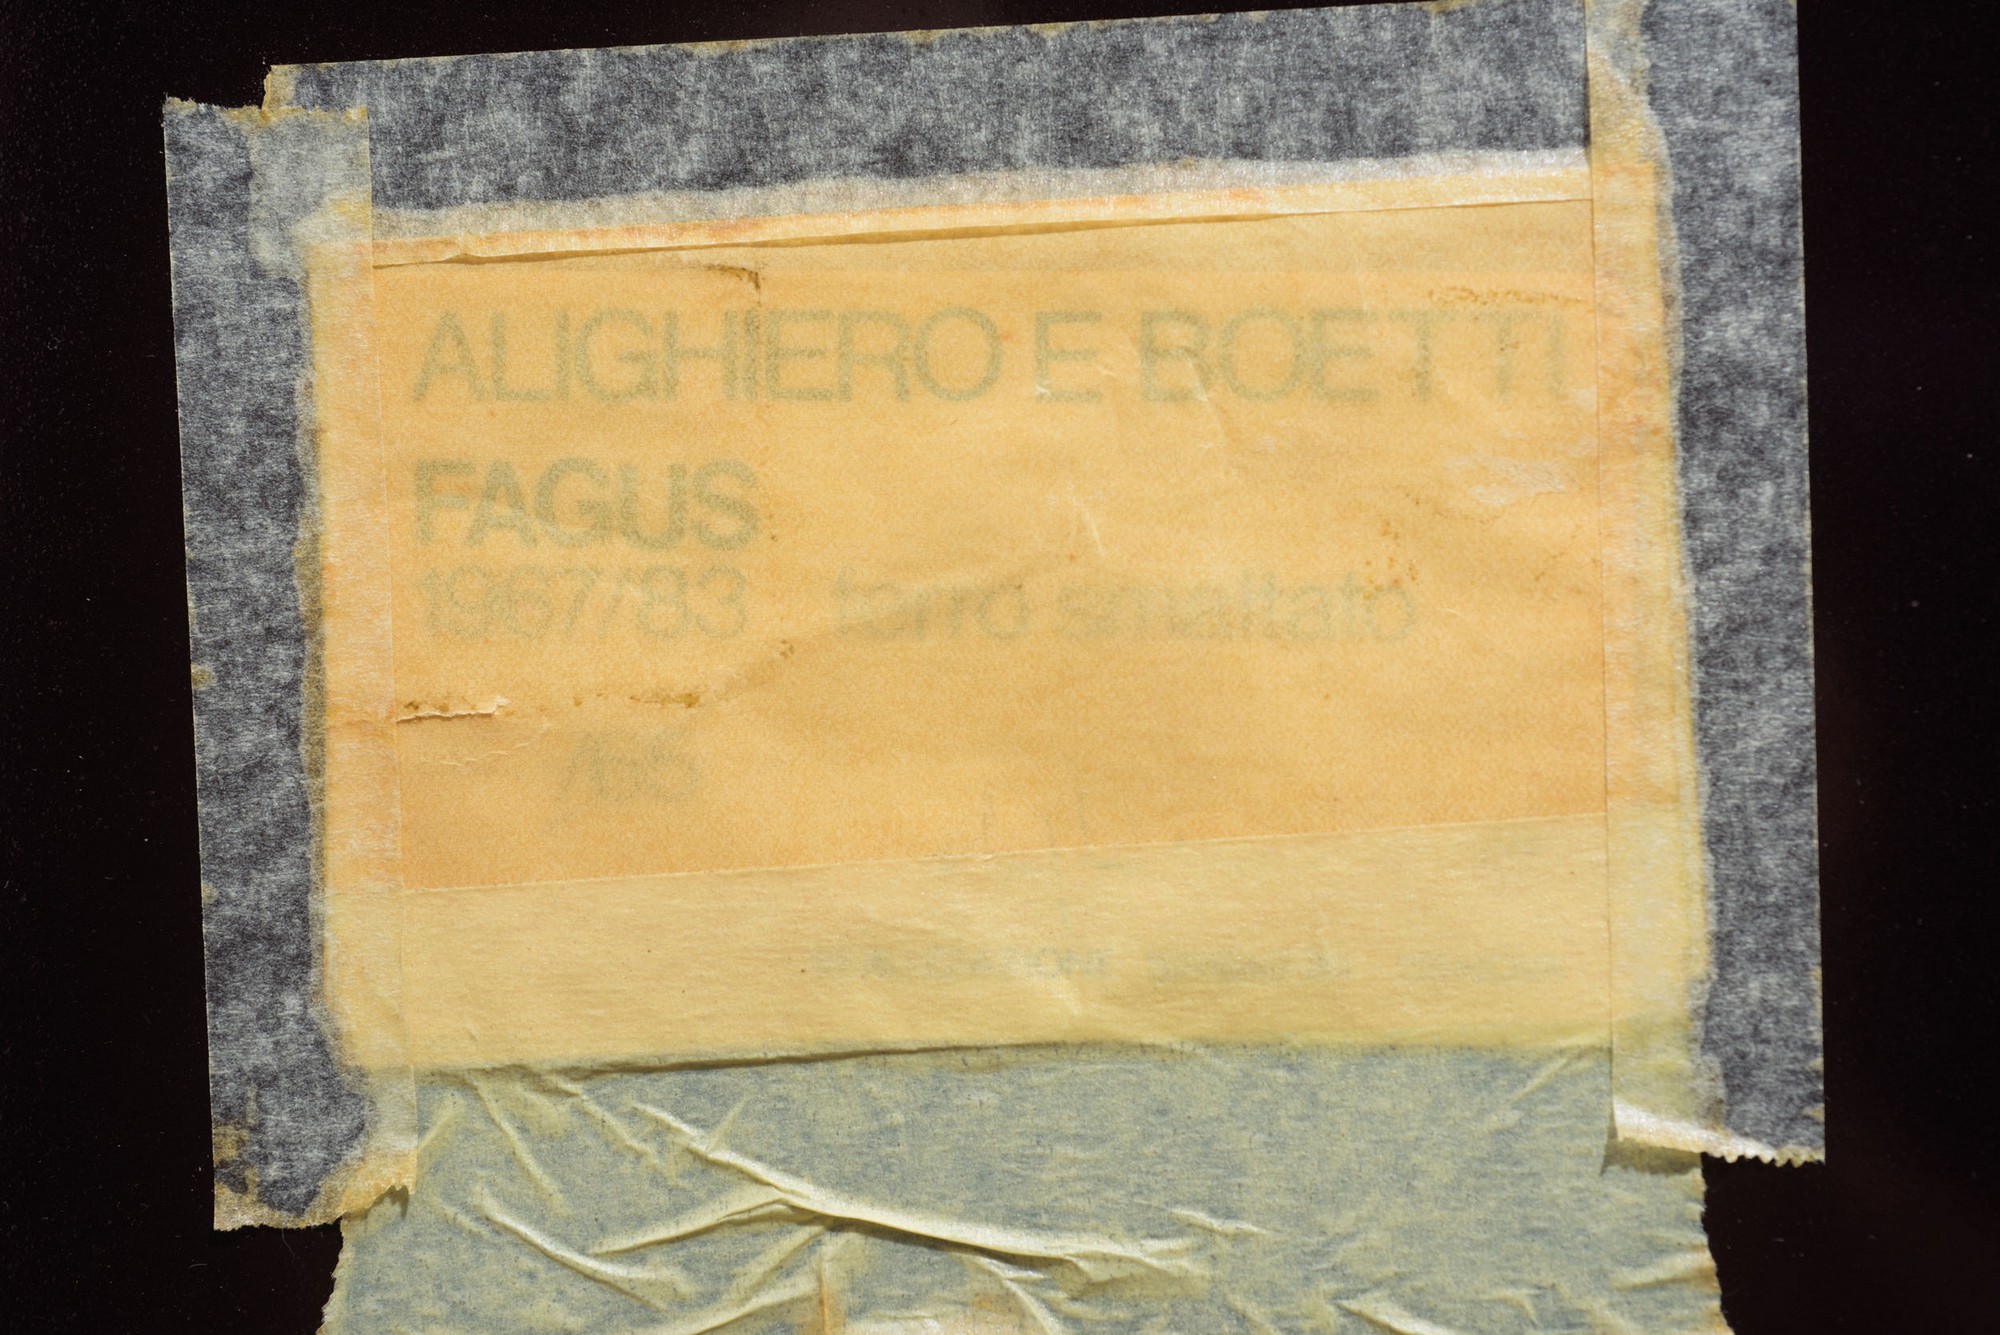 ALIGHIERO E BOETTI
FAGUS
1967/83 ferro smaltato